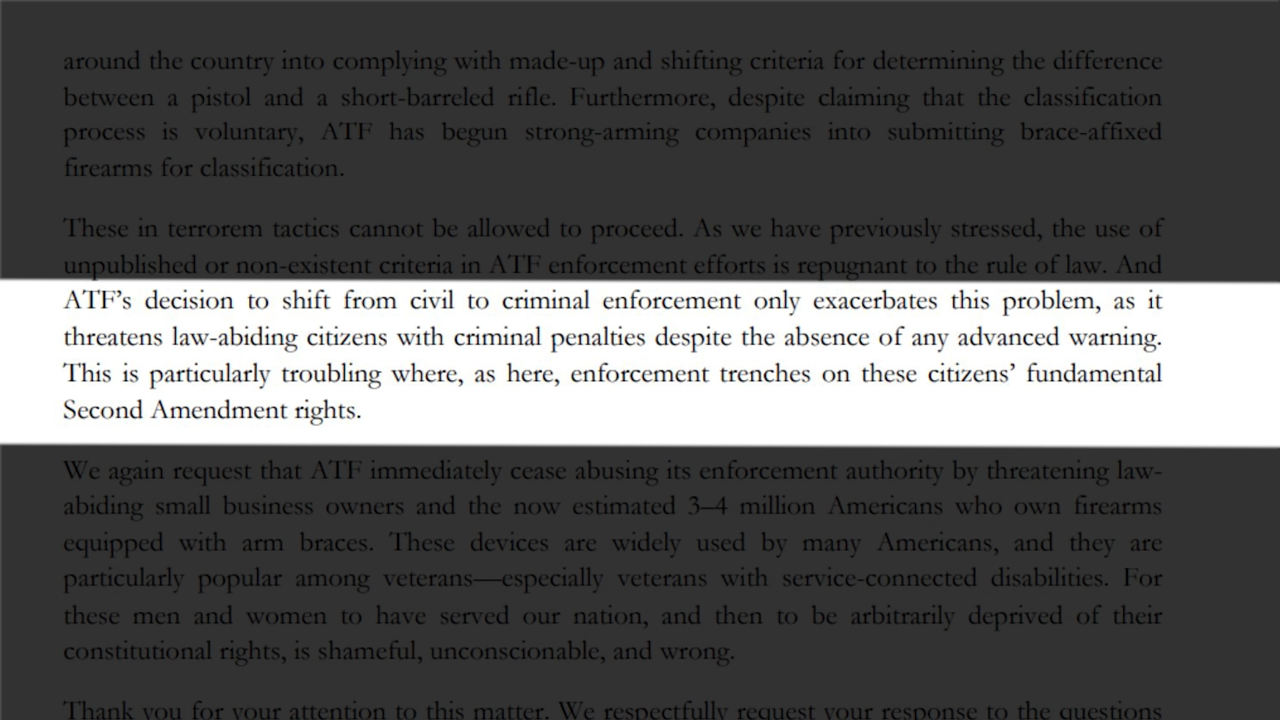 around the country into complying with made-up and shifting criteria for determining the difference
between a pistol and a short-barreled rifle. Furthermore, despite claiming that the classification
process is voluntary, ATF has begun strong-arming companies into submitting brace-affixed
firearms for classification.
These in terrorem tactics cannot be allowed to proceed. As we have previously stressed, the use of
unpublished or non-existent criteria in ATF enforcement efforts is repugnant to the rule of law. And
ATF’s decision to shift from civil to criminal enforcement only exacerbates this problem, as it
threatens law-abiding citizens with criminal penalties despite the absence of any advanced warning.
This is particularly troubling where, as here, enforcement trenches on these citizens’ fundamental
Second Amendment rights.
We again request that ATF immediately cease abusing its enforcement authority by threatening law-
abiding small business owners and the now estimated 3–4 million Americans who own firearms
equipped with arm braces. These devices are widely used by many Americans, and they are
particularly popular among veterans—especially veterans with service-connected disabilities. For
these men and women to have served our nation, and then to be arbitrarily deprived of their
constitutional rights, is shameful, unconscionable, and wrong.
Thank you for your attention to this matter. We respectfully request your response to the questions